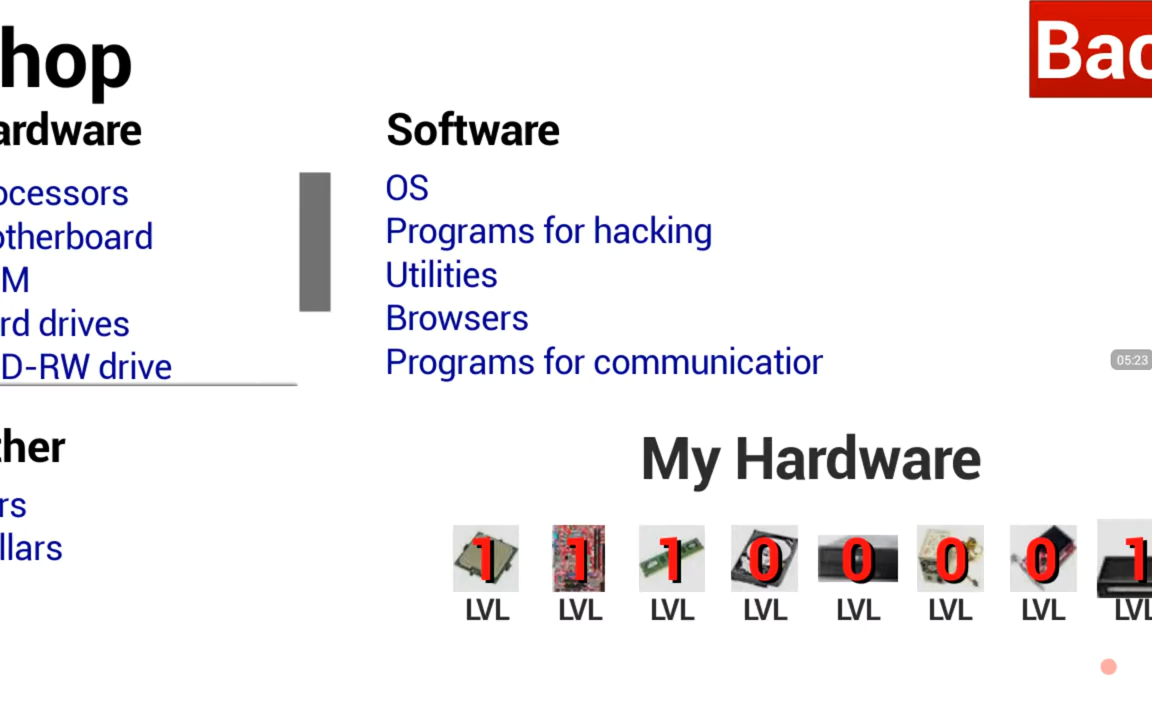 hop
Bac
ardware
Software
ocessors
OS
otherboard
Programs for hacking
M
Utilities
rd drives
Browsers
D-RW drive
Programs for communicatior
05:23
her
My Hardware
rs
llars
1 1 1 0 0 0 0 1
LVL LVL LVL LVL LVL LVL LVL LVL